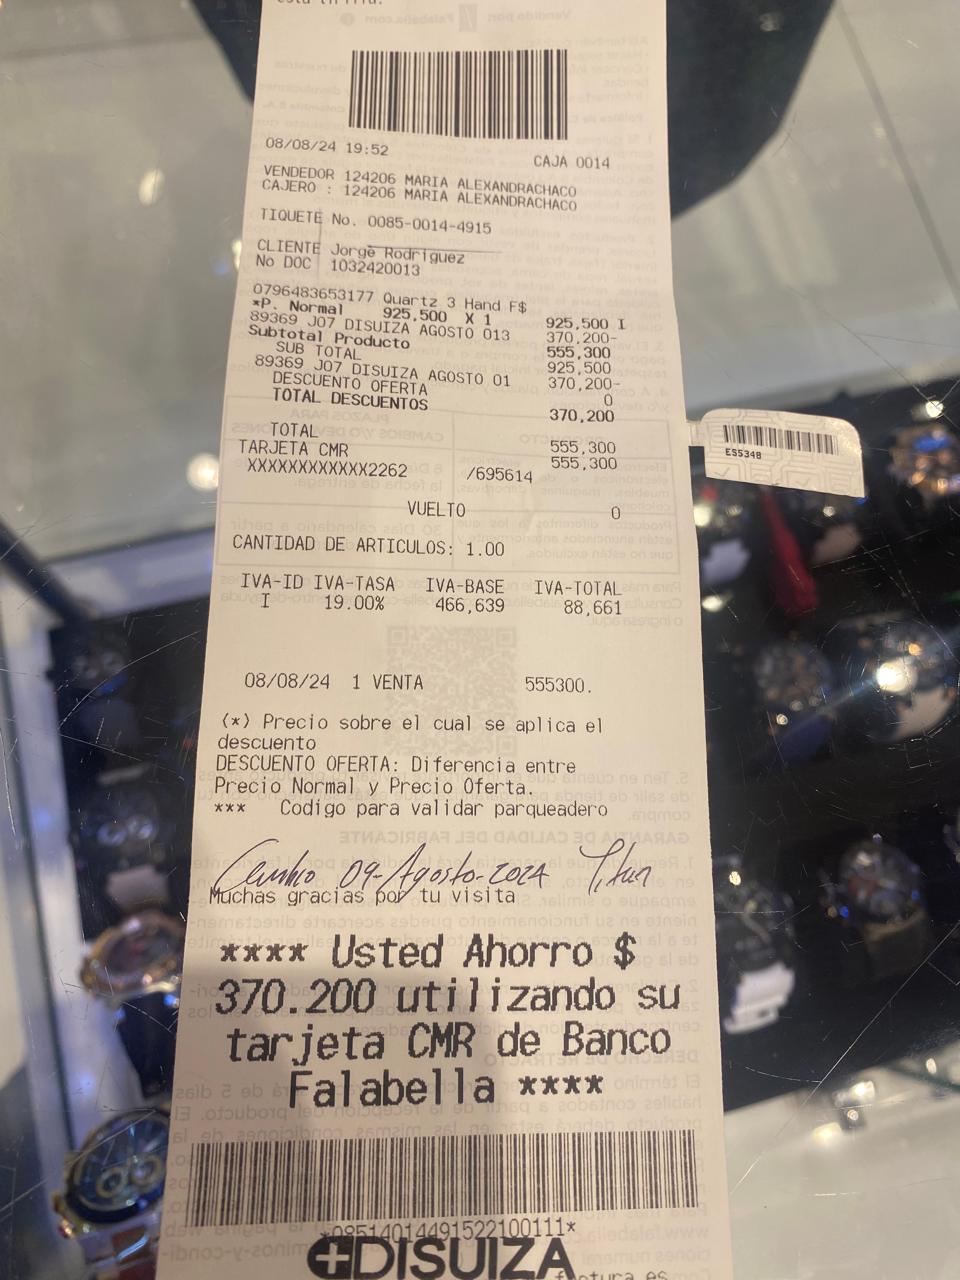 08/08/24 19:52 CAJA 0014
VENDEDOR 124206 MARIA ALEXANDRACHACO
CAJERO : 124206 MARIA ALEXANDRACHACO
TIQUETE No. 0085-0014-4915
CLIENTE Jorge Rodriguez
No DOC 1032420013
0796483653177 Quartz 3 Hand F$
*P. Normal 925,500 X 1 925,500 I
89369 J07 DISUIZA AGOSTO 013 370,200-
Subtotal Producto 555,300
SUB TOTAL 925,500
89369 J07 DISUIZA AGOSTO 01 370,200-
DESCUENTO OFERTA 0
TOTAL DESCUENTOS 370,200
TOTAL 555,300
TARJETA CMR 555,300
XXXXXXXXXXXX2262 /695614
VUELTO 0
CANTIDAD DE ARTICULOS: 1.00
IVA-ID IVA-TASA IVA-BASE IVA-TOTAL
I 19.00% 466,639 88,661
08/08/24 1 VENTA 555300.
(*) Precio sobre el cual se aplica el
descuento
DESCUENTO OFERTA: Diferencia entre
Precio Normal y Precio Oferta.
*** Codigo para validar parqueadero
Cambio 09-Agosto-2024
Muchas gracias por tu visita
**** Usted Ahorro $
370.200 utilizando su
tarjeta CMR de Banco
Falabella ****
*08514014491522100111*
DISUIZA
factura es
ES5348